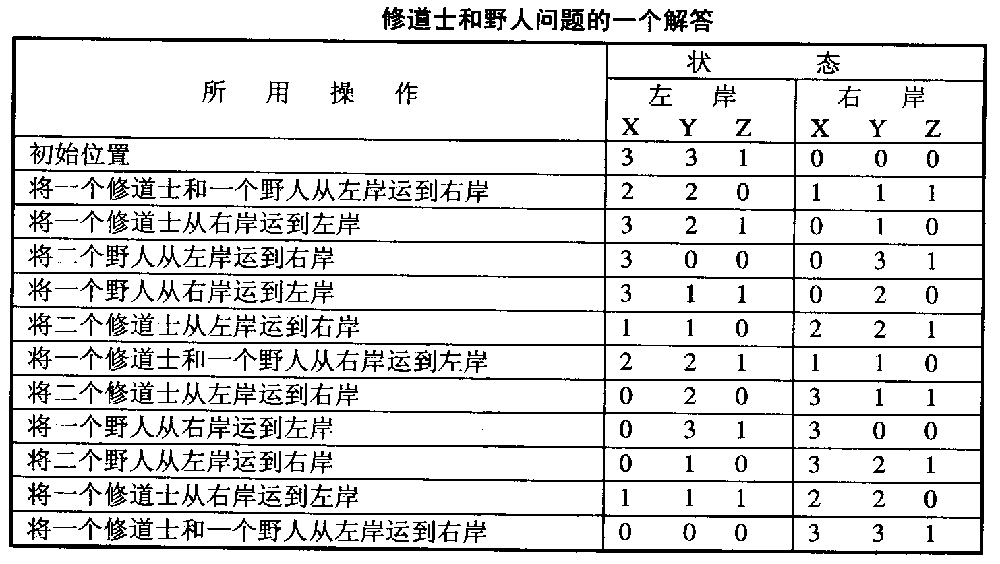 修道士和野人问题的一个解答
所用操作 状态
左岸 右岸
X Y Z X Y Z
初始位置 3 3 1 0 0 0
将一个修道士和一个野人从左岸运到右岸 2 2 0 1 1 1
将一个修道士从右岸运到左岸 3 2 1 0 1 0
将二个野人从左岸运到右岸 3 0 0 0 3 1
将一个野人从右岸运到左岸 3 1 1 0 2 0
将二个修道士从左岸运到右岸 1 1 0 2 2 1
将一个修道士和一个野人从右岸运到左岸 2 2 1 1 1 0
将二个修道士从左岸运到右岸 0 2 0 3 1 1
将一个野人从右岸运到左岸 0 3 1 3 0 0
将二个野人从左岸运到右岸 0 1 0 3 2 1
将一个修道士从右岸运到左岸 1 1 1 2 2 0
将一个修道士和一个野人从左岸运到右岸 0 0 0 3 3 1